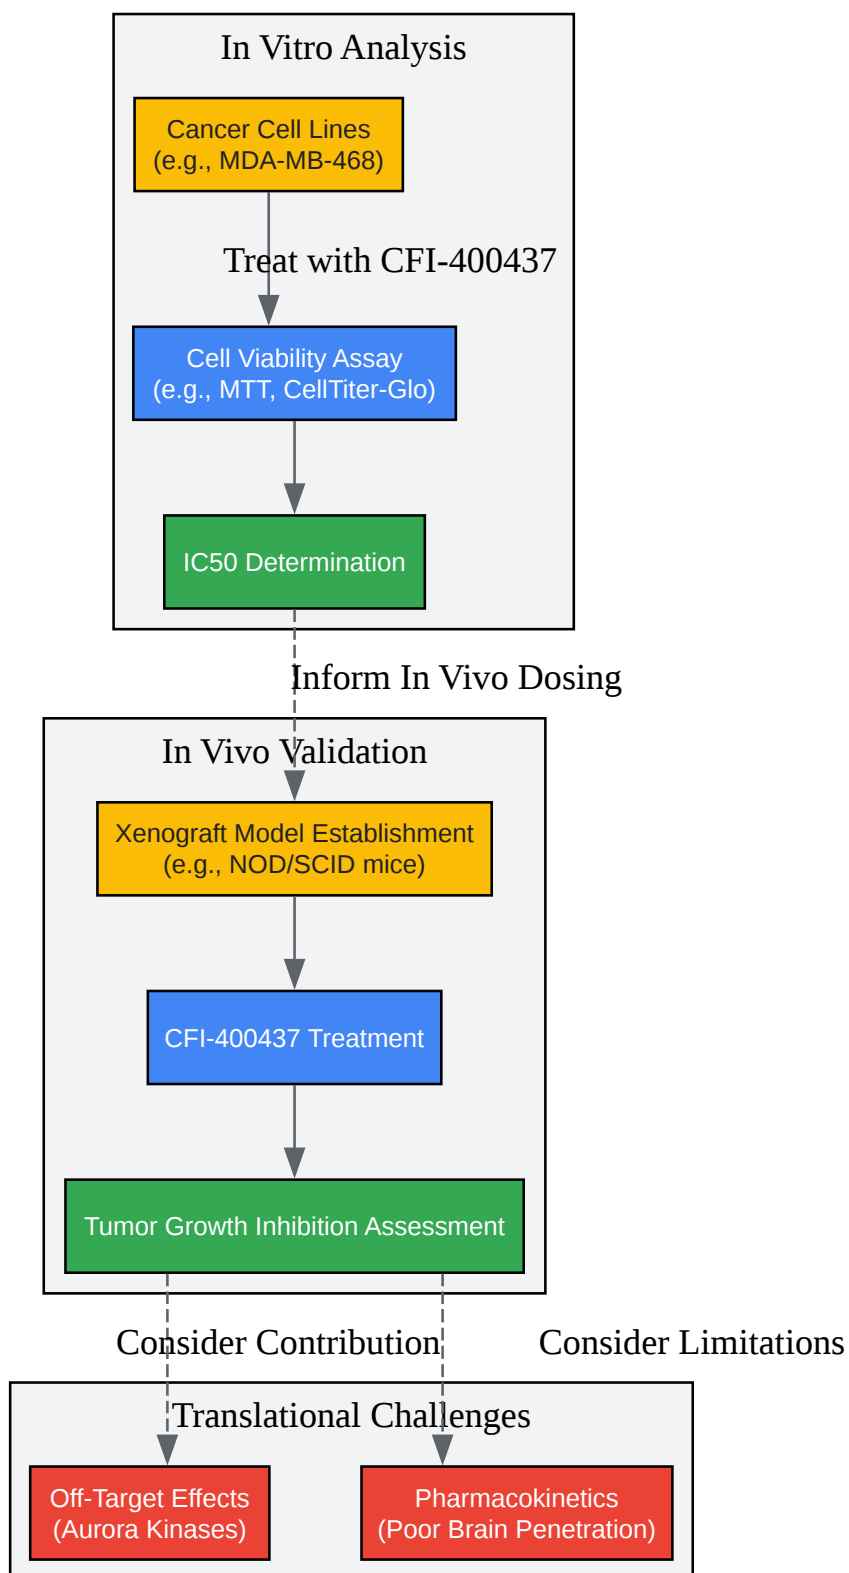 In Vitro Analysis
Cancer Cell Lines
(e.g., MDA-MB-468)
Treat with CFI-400437
Cell Viability Assay
(e.g., MTT, CellTiter-Glo)
IC50 Determination
Inform In Vivo Dosing
In Vivo Validation
Xenograft Model Establishment
(e.g., NOD/SCID mice)
CFI-400437 Treatment
Tumor Growth Inhibition Assessment
Consider Contribution
Consider Limitations
Translational Challenges
Off-Target Effects
(Aurora Kinases)
Pharmacokinetics
(Poor Brain Penetration)